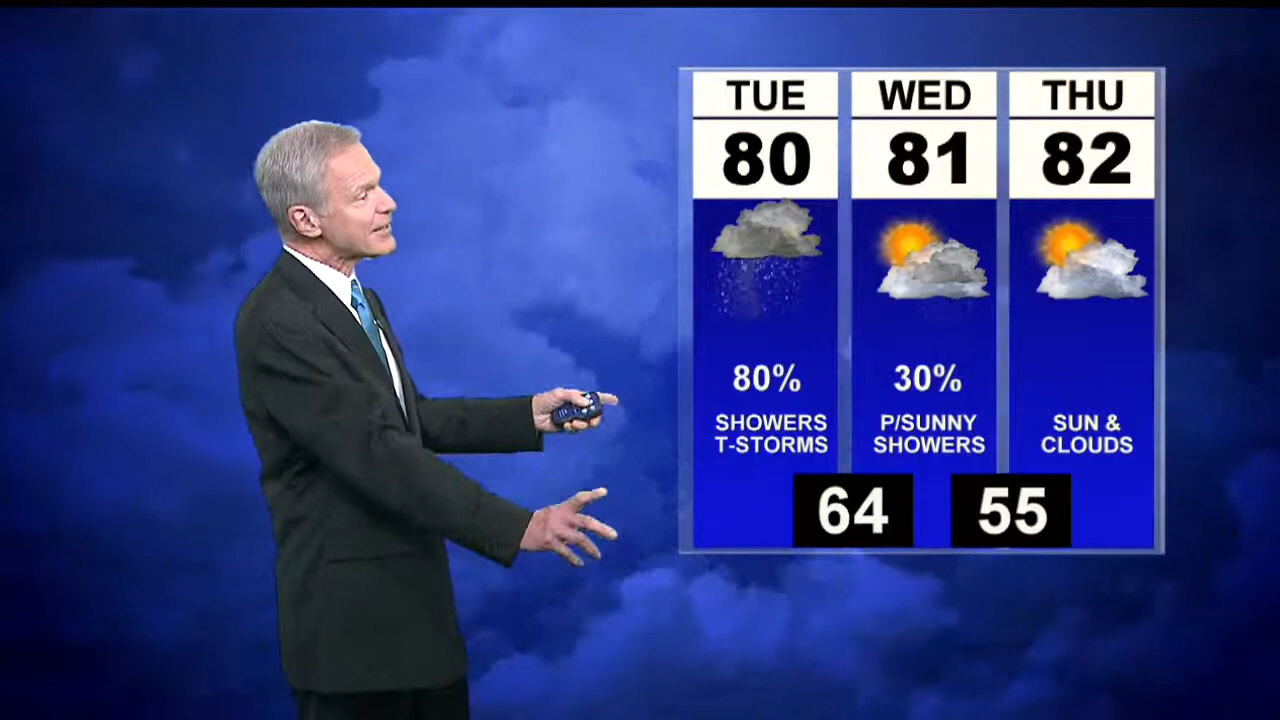 TUE
80
80%
SHOWERS
T-STORMS
WED
81
30%
P/SUNNY
SHOWERS
THU
82
SUN &
CLOUDS
64
55